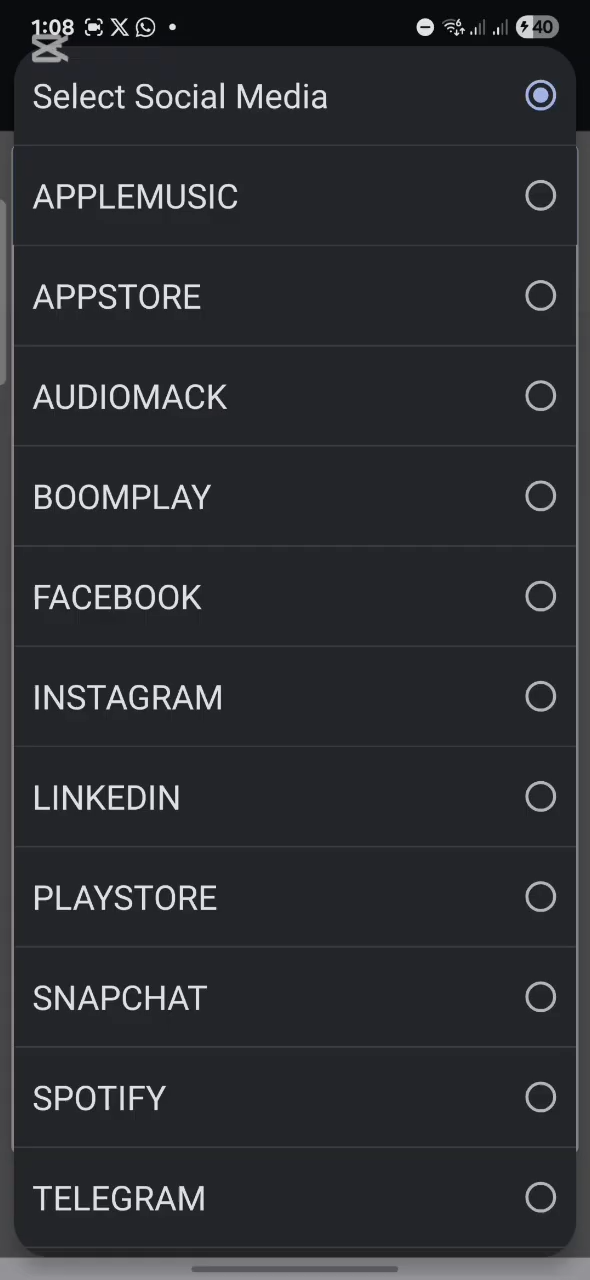 1:08
40
Select Social Media
APPLEMUSIC
APPSTORE
AUDIOMACK
BOOMPLAY
FACEBOOK
INSTAGRAM
LINKEDIN
PLAYSTORE
SNAPCHAT
SPOTIFY
TELEGRAM